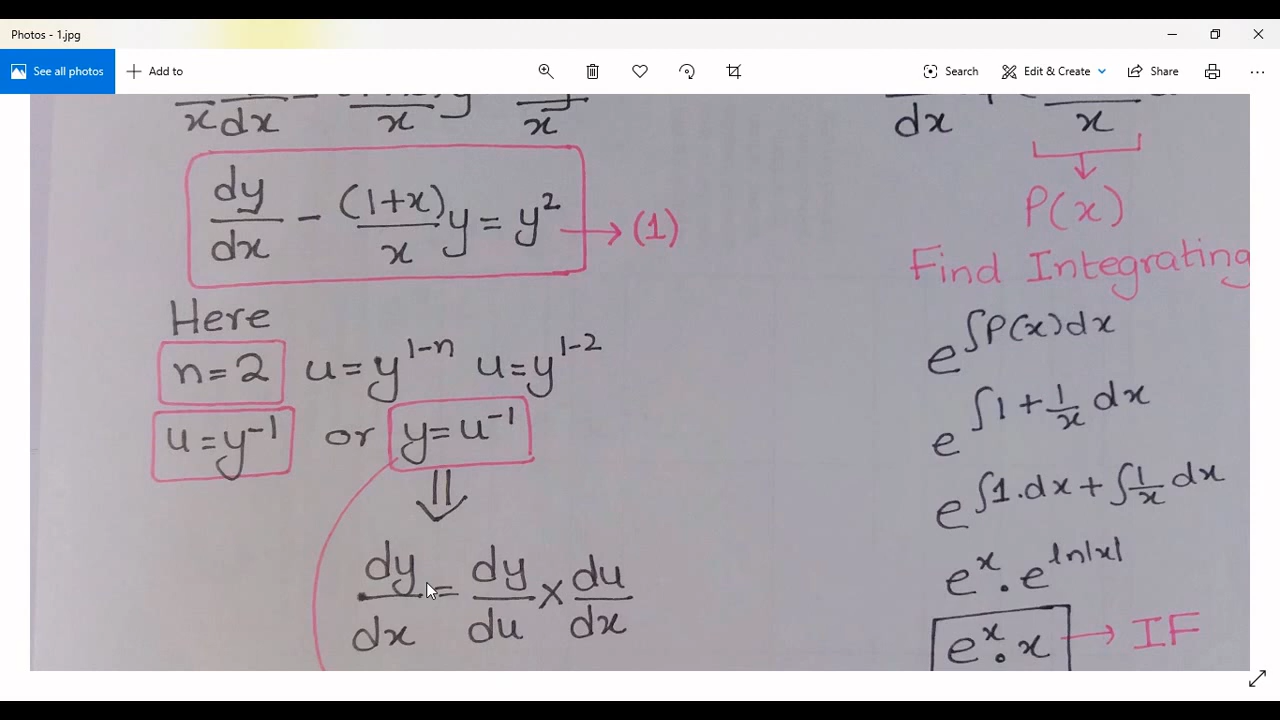 Photos - 1.jpg
See all photos
Add to
Search
Edit & Create
Share
dy/dx - (1+x)/x y = y² → (1)
Here
n=2 u=y^(1-n) u=y^(1-2)
u=y^(-1) or y=u^(-1)
⇓
dy/dx = dy/du × du/dx
dx x
↓
P(x)
Find Integrating
e^(∫P(x)dx)
e^(∫1+1/x dx)
e^(∫1.dx+∫1/x dx)
e^x . e^(ln|x|)
e^x . x → IF